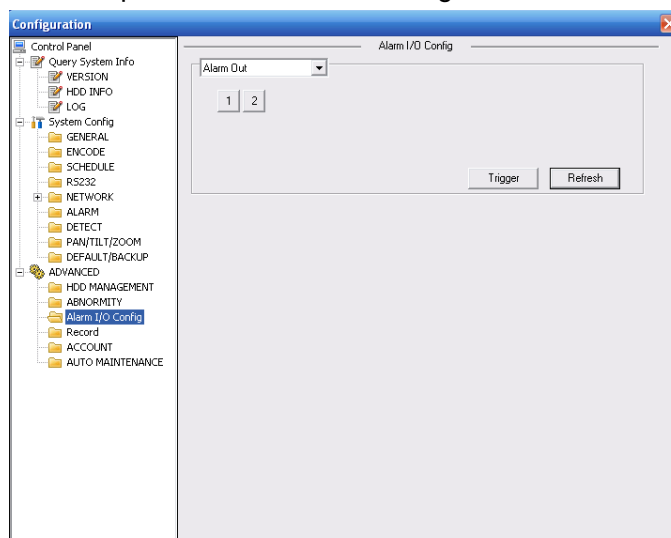 Configuration
Control Panel
Query System Info
VERSION
HDD INFO
LOG
System Config
GENERAL
ENCODE
SCHEDULE
RS232
NETWORK
ALARM
DETECT
PAN/TILT/ZOOM
DEFAULT/BACKUP
ADVANCED
HDD MANAGEMENT
ABNORMITY
Alarm I/O Config
Record
ACCOUNT
AUTO MAINTENANCE
Alarm I/O Config
Alarm Out
1 2
Trigger Refresh